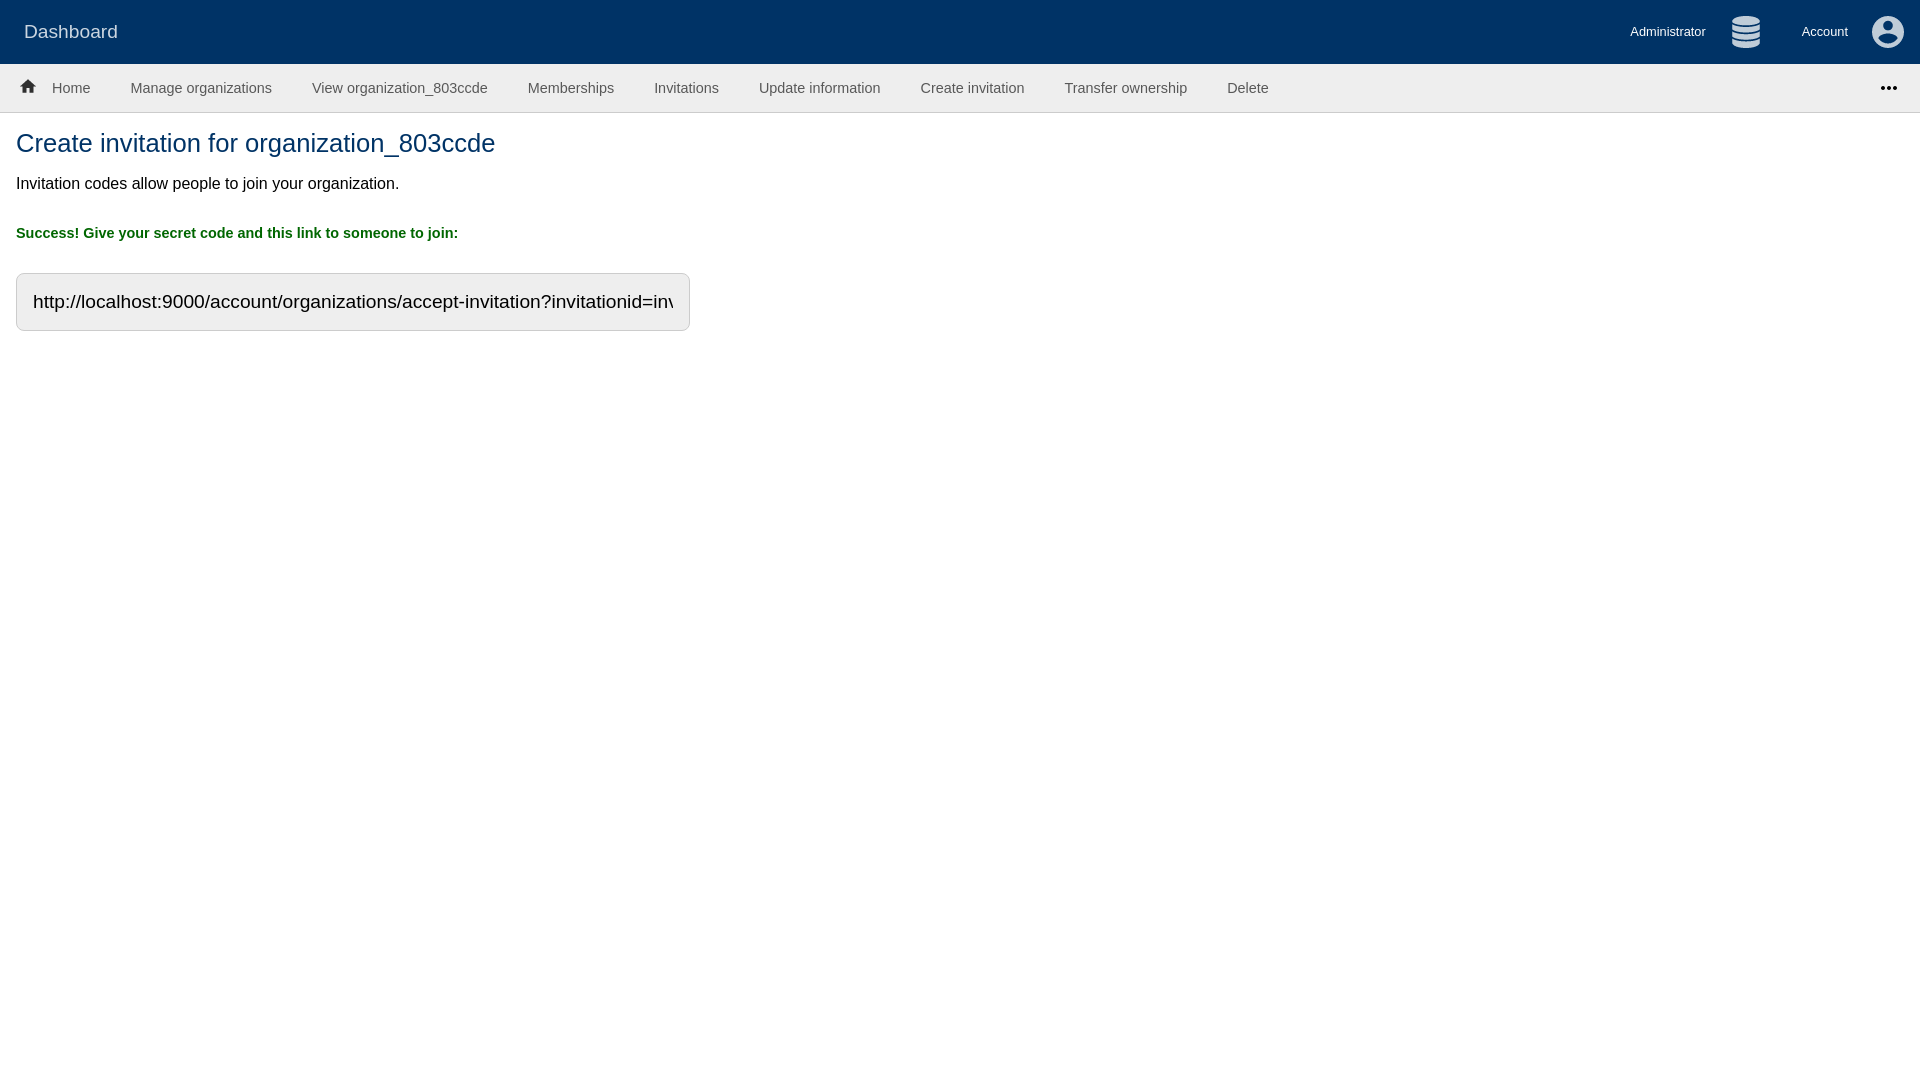 Dashboard
Administrator
Account
Home
Manage organizations
View organization_803ccde
Memberships
Invitations
Update information
Create invitation
Transfer ownership
Delete
Create invitation for organization_803ccde
Invitation codes allow people to join your organization.
Success! Give your secret code and this link to someone to join:
http://localhost:9000/account/organizations/accept-invitation?invitationid=inv